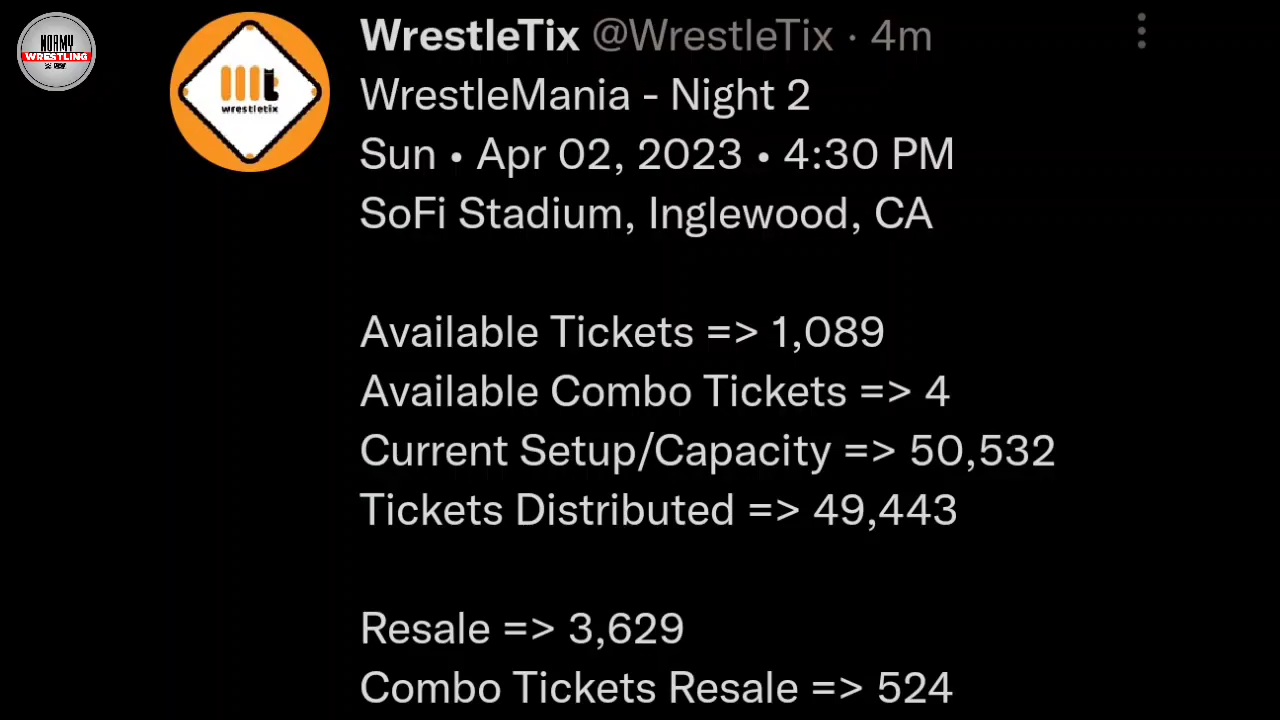 NORMY
WRESTLING
WrestleTix @WrestleTix · 4m
wrestletix
WrestleMania - Night 2
Sun • Apr 02, 2023 • 4:30 PM
SoFi Stadium, Inglewood, CA
Available Tickets => 1,089
Available Combo Tickets => 4
Current Setup/Capacity => 50,532
Tickets Distributed => 49,443
Resale => 3,629
Combo Tickets Resale => 524